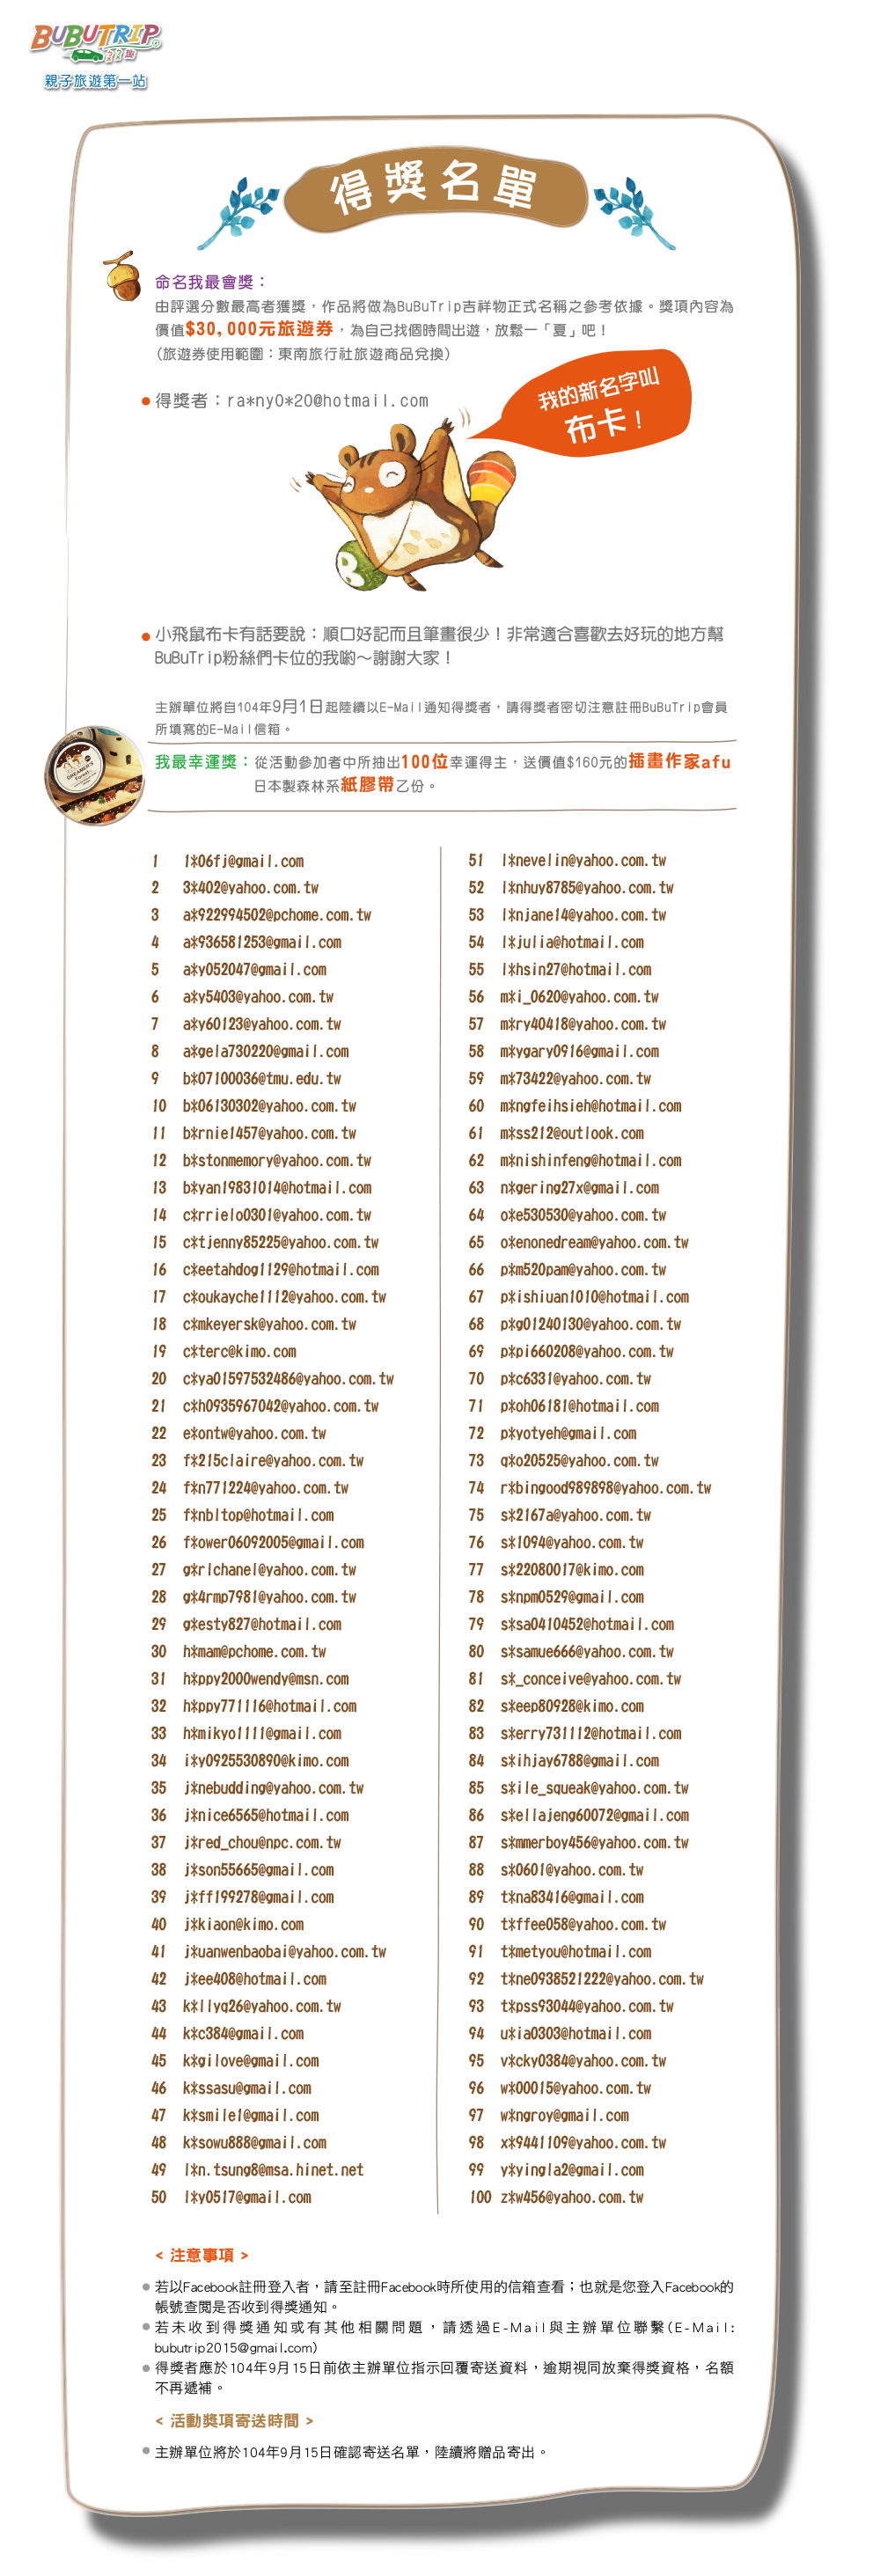 BUBUTRIP
親子旅遊第一站
得獎名單
命名我最會獎：
由評選分數最高者獲獎，作品將做為BuBuTrip吉祥物正式名稱之參考依據。獎項內容為
價值$30,000元旅遊券，為自己找個時間出遊，放鬆一「夏」吧！
(旅遊券使用範圍：東南旅行社旅遊商品兌換)
得獎者：ra*ny0*20@hotmail.com
我的新名字叫
布卡！
小飛鼠布卡有話要說：順口好記而且筆畫很少！非常適合喜歡去好玩的地方幫
BuBuTrip粉絲們卡位的我喲～謝謝大家！
主辦單位將自104年9月1日起陸續以E-Mail通知得獎者，請得獎者密切注意註冊BuBuTrip會員
所填寫的E-Mail信箱。
我最幸運獎：從活動參加者中所抽出100位幸運得主，送價值$160元的插畫作家afu
日本製森林系紙膠帶乙份。
1 1*06fj@gmail.com
2 3*402@yahoo.com.tw
3 a*922994502@pchome.com.tw
4 a*936581253@gmail.com
5 a*y052047@gmail.com
6 a*y5403@yahoo.com.tw
7 a*y60123@yahoo.com.tw
8 a*gela730220@gmail.com
9 b*07100036@tmu.edu.tw
10 b*06130302@yahoo.com.tw
11 b*rnie1457@yahoo.com.tw
12 b*stonmemory@yahoo.com.tw
13 b*yan19831014@hotmail.com
14 c*rrielo0301@yahoo.com.tw
15 c*tjenny85225@yahoo.com.tw
16 c*eetahdog1129@hotmail.com
17 c*oukayche1112@yahoo.com.tw
18 c*mkeyersk@yahoo.com.tw
19 c*terc@kimo.com
20 c*ya01597532486@yahoo.com.tw
21 c*h0935967042@yahoo.com.tw
22 e*ontw@yahoo.com.tw
23 f*215claire@yahoo.com.tw
24 f*n771224@yahoo.com.tw
25 f*nbltop@hotmail.com
26 f*ower06092005@gmail.com
27 g*richanel@yahoo.com.tw
28 g*4rmp7981@yahoo.com.tw
29 g*esty827@hotmail.com
30 h*mam@pchome.com.tw
31 h*ppy2000wendy@msn.com
32 h*ppy771116@hotmail.com
33 h*mikyo1111@gmail.com
34 i*y0925530890@kimo.com
35 j*nebudding@yahoo.com.tw
36 j*nice6565@hotmail.com
37 j*red_chou@npc.com.tw
38 j*son55665@gmail.com
39 j*ff199278@gmail.com
40 j*kiaon@kimo.com
41 j*uanwenbaobai@yahoo.com.tw
42 j*ee408@hotmail.com
43 k*llyq26@yahoo.com.tw
44 k*c384@gmail.com
45 k*gilove@gmail.com
46 k*ssasu@gmail.com
47 k*smile1@gmail.com
48 k*sowu888@gmail.com
49 l*n.tsung8@msa.hinet.net
50 l*y0517@gmail.com
51 l*nevelin@yahoo.com.tw
52 l*nhuy8785@yahoo.com.tw
53 l*njane14@yahoo.com.tw
54 l*julia@hotmail.com
55 l*hsin27@hotmail.com
56 m*i_0620@yahoo.com.tw
57 m*ry40418@yahoo.com.tw
58 m*ygary0916@gmail.com
59 m*73422@yahoo.com.tw
60 m*ngfeihsieh@hotmail.com
61 m*ss212@outlook.com
62 m*nishinfeng@hotmail.com
63 n*gering27x@gmail.com
64 o*e530530@yahoo.com.tw
65 o*enonedream@yahoo.com.tw
66 p*m520pam@yahoo.com.tw
67 p*ishiuan1010@hotmail.com
68 p*g01240130@yahoo.com.tw
69 p*pi660208@yahoo.com.tw
70 p*c6331@yahoo.com.tw
71 p*oh06181@hotmail.com
72 p*yotyeh@gmail.com
73 q*o20525@yahoo.com.tw
74 r*bingood989898@yahoo.com.tw
75 s*2167a@yahoo.com.tw
76 s*1094@yahoo.com.tw
77 s*22080017@kimo.com
78 s*npm0529@gmail.com
79 s*sa0410452@hotmail.com
80 s*samue666@yahoo.com.tw
81 s*_conceive@yahoo.com.tw
82 s*eep80928@kimo.com
83 s*erry731112@hotmail.com
84 s*ihjay6788@gmail.com
85 s*ile_squeak@yahoo.com.tw
86 s*ellajeng60072@gmail.com
87 s*mmerboy456@yahoo.com.tw
88 s*0601@yahoo.com.tw
89 t*na83416@gmail.com
90 t*ffee058@yahoo.com.tw
91 t*metyou@hotmail.com
92 t*ne0938521222@yahoo.com.tw
93 t*pss93044@yahoo.com.tw
94 u*ia0303@hotmail.com
95 v*cky0384@yahoo.com.tw
96 w*00015@yahoo.com.tw
97 w*ngroy@gmail.com
98 x*9441109@yahoo.com.tw
99 y*yingla2@gmail.com
100 z*w456@yahoo.com.tw
< 注意事項 >
若以Facebook註冊登入者，請至註冊Facebook時所使用的信箱查看；也就是您登入Facebook的
帳號查閱是否收到得獎通知。
若未收到得獎通知或有其他相關問題，請透過E-Mail與主辦單位聯繫(E-Mail:
bubutrip2015@gmail.com)
得獎者應於104年9月15日前依主辦單位指示回覆寄送資料，逾期視同放棄得獎資格，名額
不再遞補。
< 活動獎項寄送時間 >
主辦單位將於104年9月15日確認寄送名單，陸續將贈品寄出。